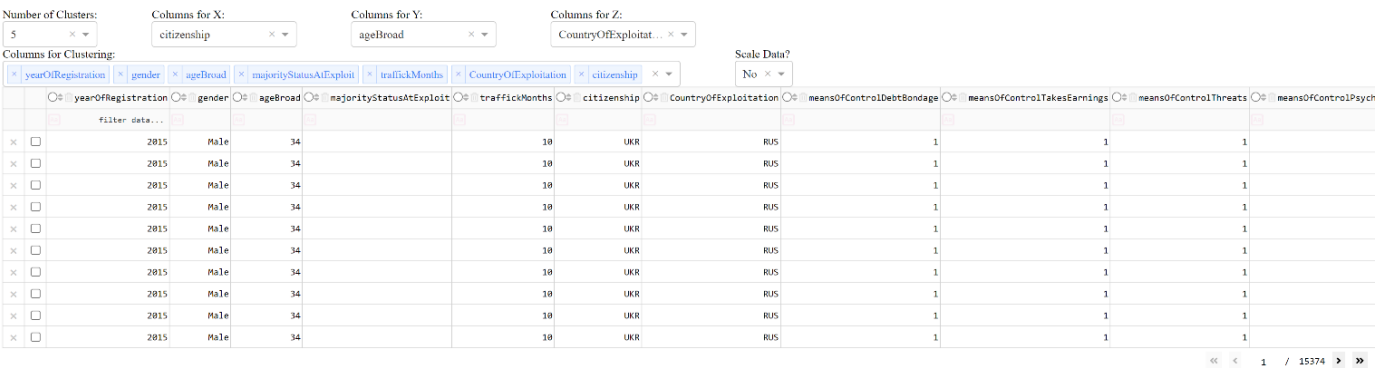 Number of Clusters: Columns for X: Columns for Y: Columns for Z:
5 × citizenship × ageBroad × CountryOfExploitat... ×
Columns for Clustering: Scale Data?
× yearOfRegistration × gender × ageBroad × majorityStatusAtExploit × traffickMonths × CountryOfExploitation × citizenship × No ×
yearOfRegistration gender ageBroad majorityStatusAtExploit traffickMonths citizenship CountryOfExploitation meansOfControlDebtBondage meansOfControlTakesEarnings meansOfControlThreats meansOfControlPsych
filter data...
× 2015 Male 34 10 UKR RUS 1 1 1
× 2015 Male 34 10 UKR RUS 1 1 1
× 2015 Male 34 10 UKR RUS 1 1 1
× 2015 Male 34 10 UKR RUS 1 1 1
× 2015 Male 34 10 UKR RUS 1 1 1
× 2015 Male 34 10 UKR RUS 1 1 1
× 2015 Male 34 10 UKR RUS 1 1 1
× 2015 Male 34 10 UKR RUS 1 1 1
× 2015 Male 34 10 UKR RUS 1 1 1
× 2015 Male 34 10 UKR RUS 1 1 1
« < 1 / 15374 > »